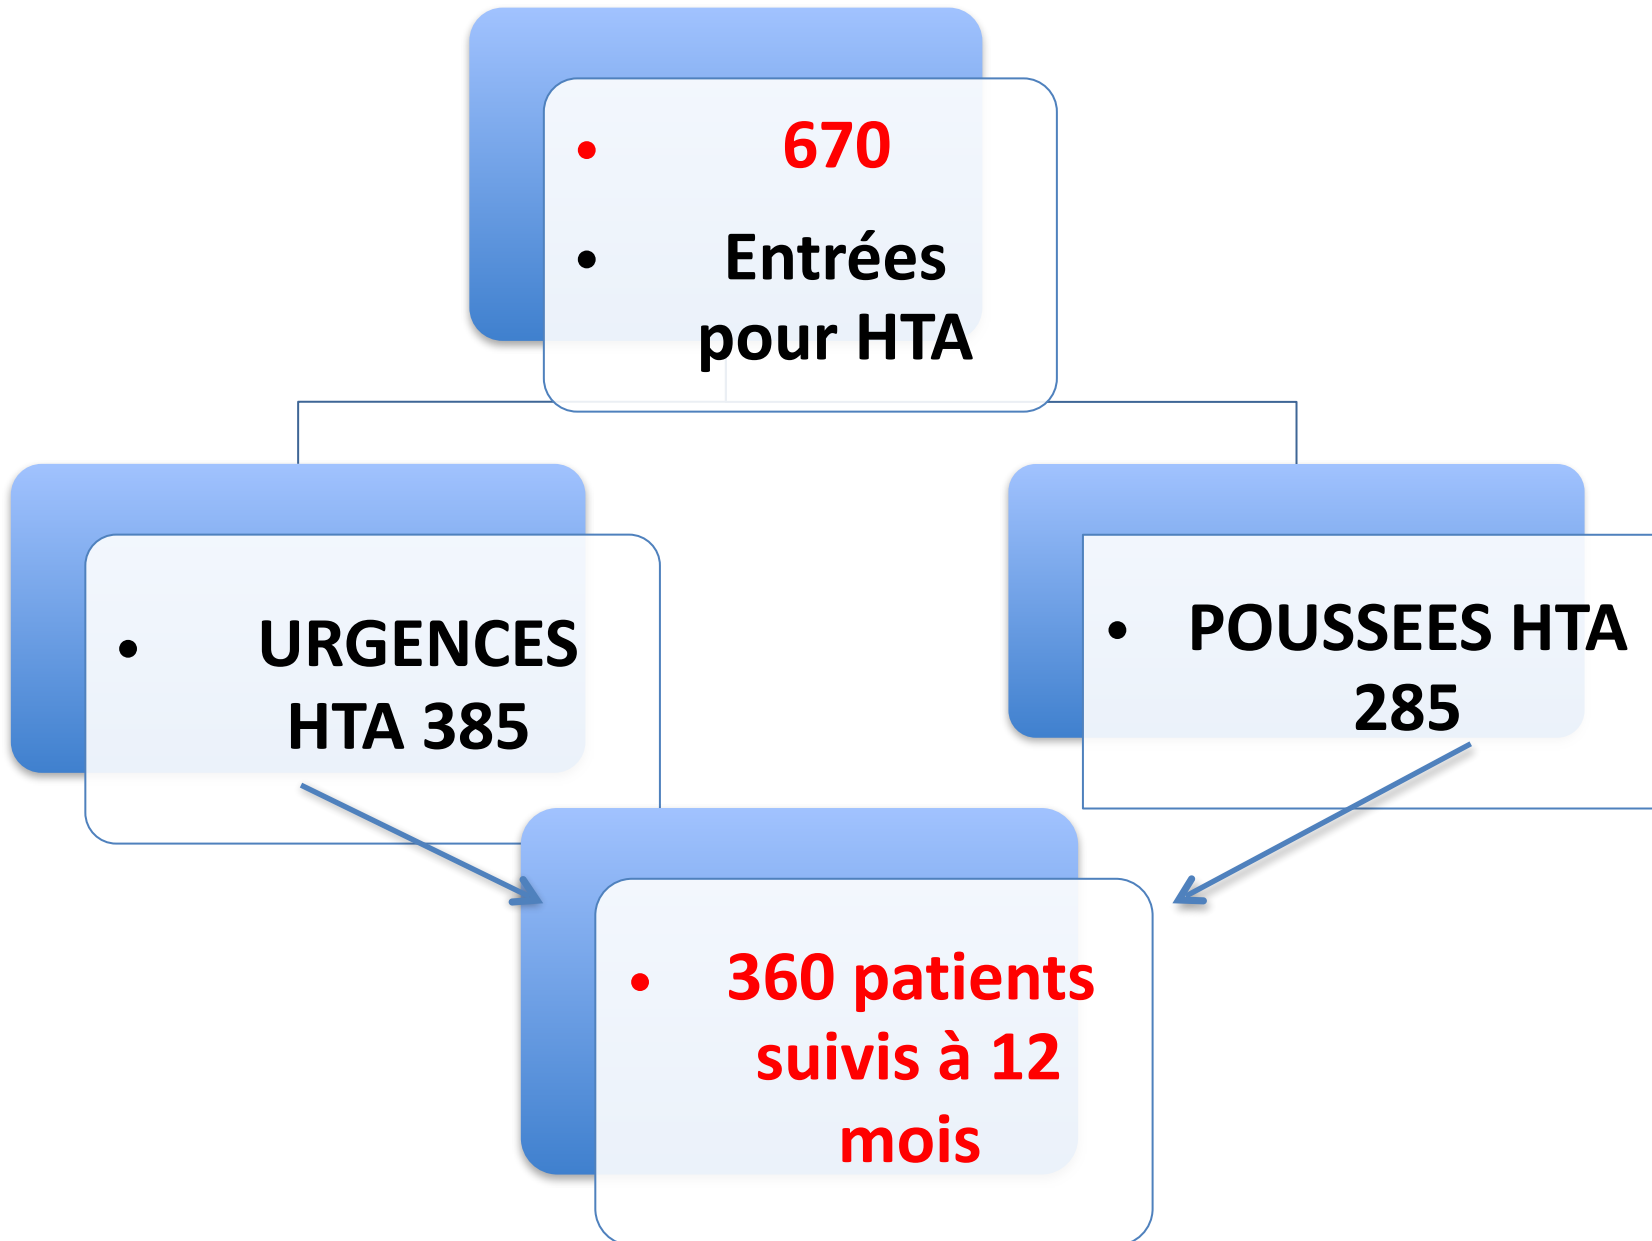 • 670
• Entrées
pour HTA
• URGENCES
HTA 385
• POUSSEES HTA
285
• 360 patients
suivis à 12
mois